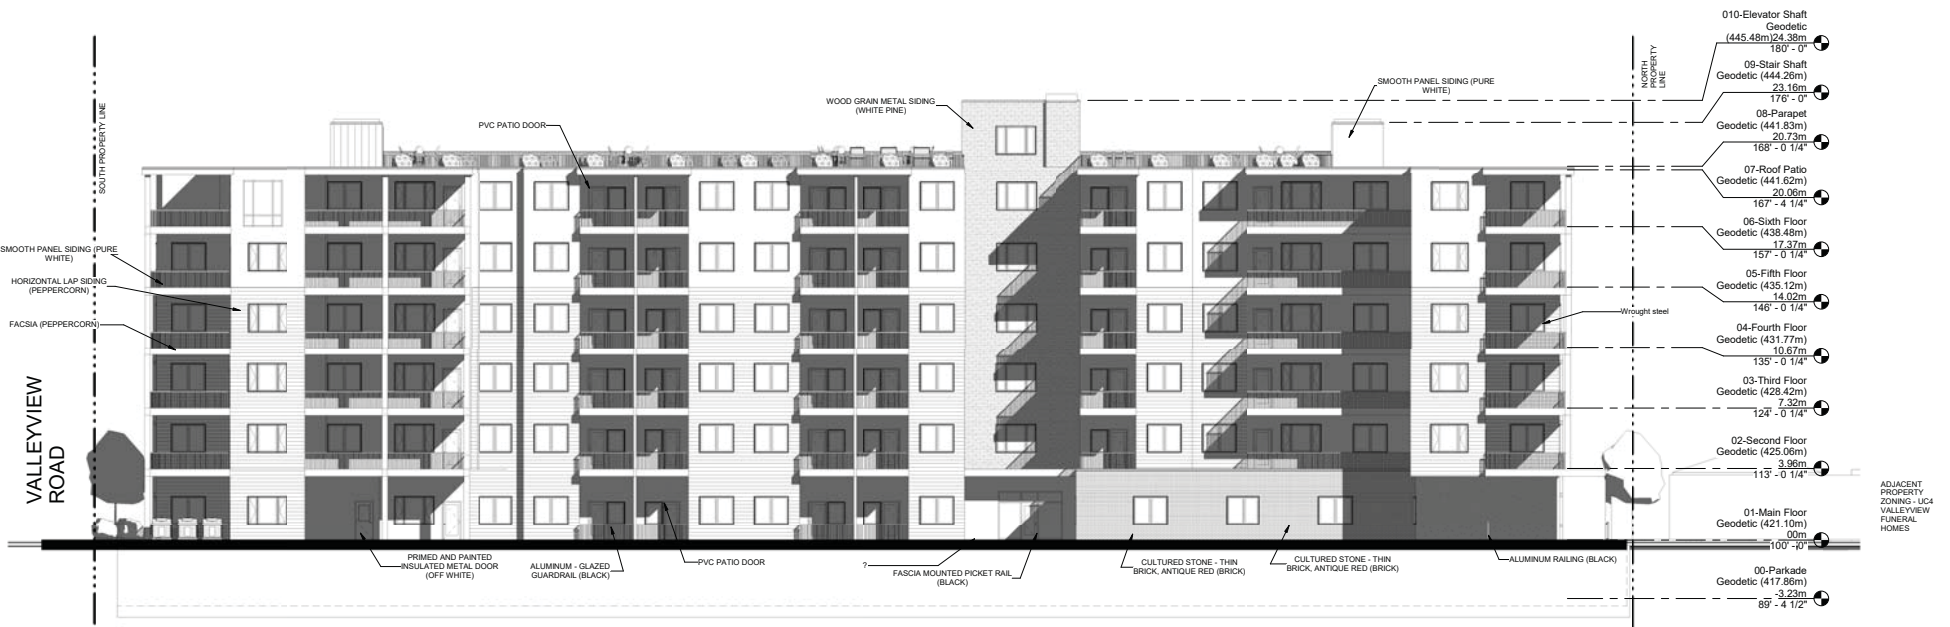 010-Elevator Shaft
Geodetic
(445.48m)24.38m
180' - 0"
09-Stair Shaft
Geodetic (444.26m)
23.16m
176' - 0"
08-Parapet
Geodetic (441.83m)
20.73m
168' - 0 1/4"
07-Roof Patio
Geodetic (441.62m)
20.06m
167' - 4 1/4"
06-Sixth Floor
Geodetic (438.48m)
17.37m
157' - 0 1/4"
05-Fifth Floor
Geodetic (435.12m)
14.02m
146' - 0 1/4"
04-Fourth Floor
Geodetic (431.77m)
10.67m
135' - 0 1/4"
03-Third Floor
Geodetic (428.42m)
7.32m
124' - 0 1/4"
02-Second Floor
Geodetic (425.06m)
3.96m
113' - 0 1/4"
01-Main Floor
Geodetic (421.10m)
00m
100' - 0"
00-Parkade
Geodetic (417.86m)
-3.23m
89' - 4 1/2"
NORTH
PROPERTY
LINE
SOUTH PROPERTY LINE
SMOOTH PANEL SIDING (PURE
WHITE)
WOOD GRAIN METAL SIDING
(WHITE PINE)
PVC PATIO DOOR
SMOOTH PANEL SIDING (PURE
WHITE)
HORIZONTAL LAP SIDING
(PEPPERCORN)
FACSIA (PEPPERCORN)
Wrought steel
VALLEYVIEW
ROAD
ADJACENT
PROPERTY
ZONING - UC4
VALLEYVIEW
FUNERAL
HOMES
PRIMED AND PAINTED
INSULATED METAL DOOR
(OFF WHITE)
ALUMINUM - GLAZED
GUARDRAIL (BLACK)
PVC PATIO DOOR
?
FASCIA MOUNTED PICKET RAIL
(BLACK)
CULTURED STONE - THIN
BRICK, ANTIQUE RED (BRICK)
CULTURED STONE - THIN
BRICK, ANTIQUE RED (BRICK)
ALUMINUM RAILING (BLACK)